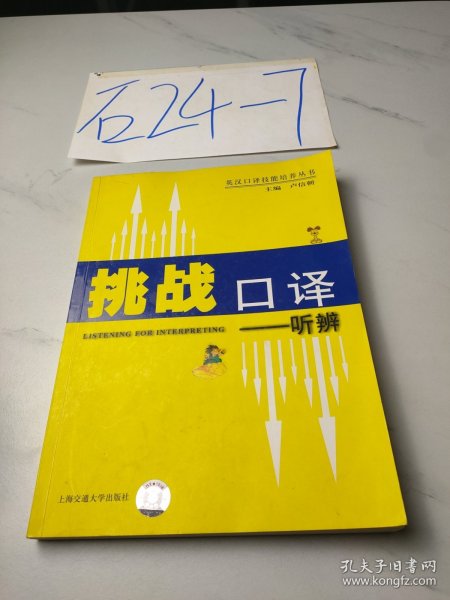 石24-7
英汉口译技能培养丛书
主编 卢信朝
挑战 口译
LISTENING FOR INTERPRETING
——听辨
上海交通大学出版社
孔夫子旧书网
www.kongfz.com